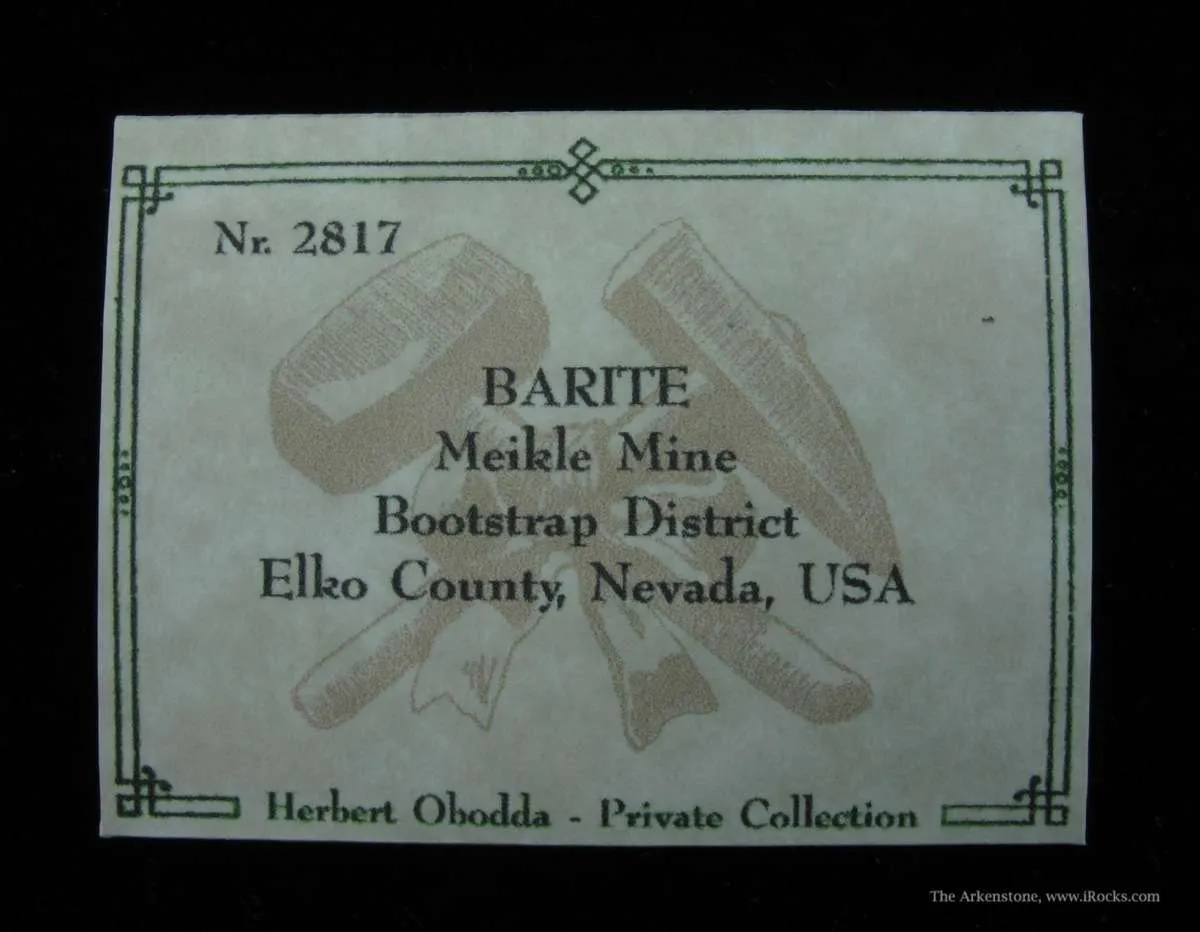 Nr. 2817
BARITE
Meikle Mine
Bootstrap District
Elko County, Nevada, USA
Herbert Obodda - Private Collection
The Arkenstone, www.iRocks.com